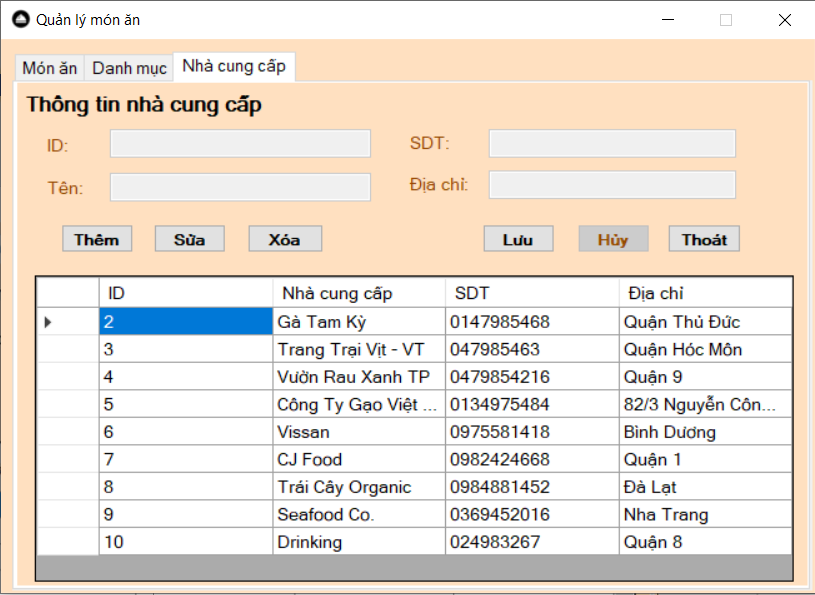 Quản lý món ăn
Món ăn Danh mục Nhà cung cấp
Thông tin nhà cung cấp
ID: SDT:
Tên: Địa chỉ:
Thêm Sửa Xóa Lưu Hủy Thoát
ID Nhà cung cấp SDT Địa chỉ
2 Gà Tam Kỳ 0147985468 Quận Thủ Đức
3 Trang Trại Vịt - VT 047985463 Quận Hóc Môn
4 Vườn Rau Xanh TP 0479854216 Quận 9
5 Công Ty Gạo Việt ... 0134975484 82/3 Nguyễn Côn...
6 Vissan 0975581418 Bình Dương
7 CJ Food 0982424668 Quận 1
8 Trái Cây Organic 0984881452 Đà Lạt
9 Seafood Co. 0369452016 Nha Trang
10 Drinking 024983267 Quận 8